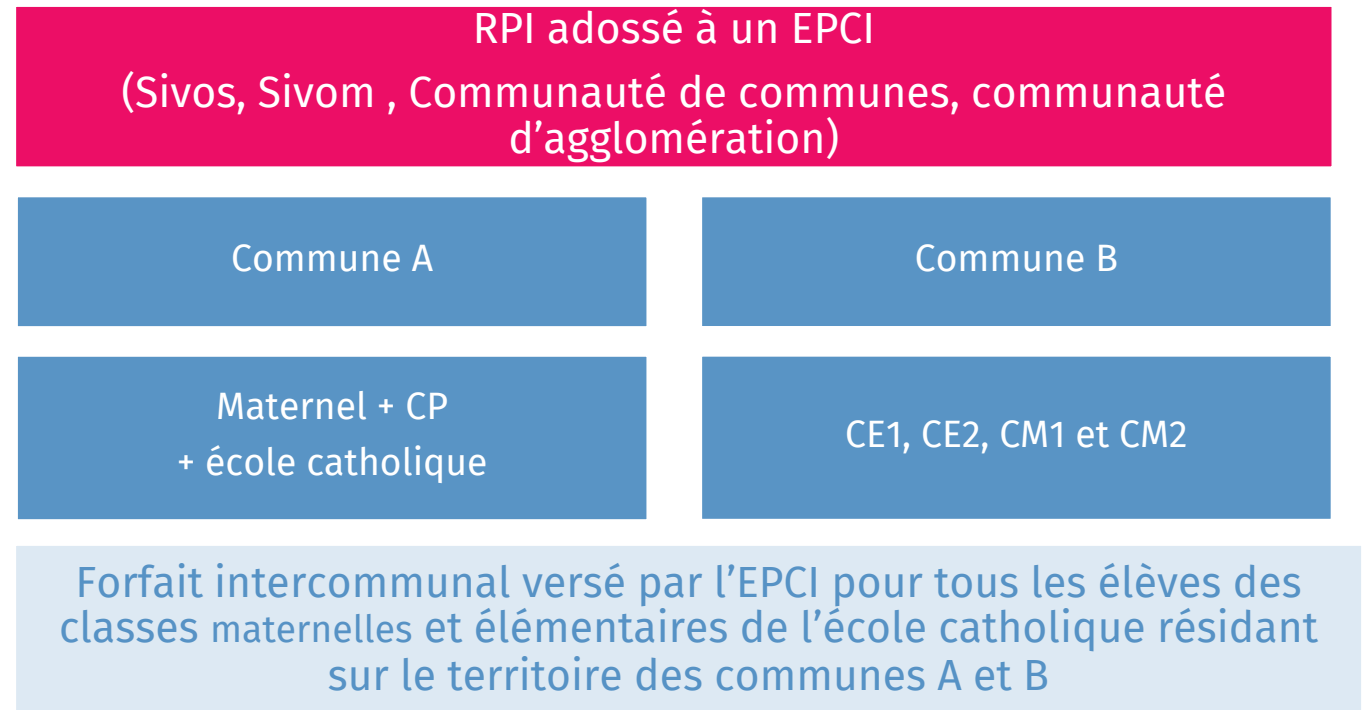 RPI adossé à un EPCI
(Sivos, Sivom , Communauté de communes, communauté
d’agglomération)
Commune A
Commune B
Maternel + CP
+ école catholique
CE1, CE2, CM1 et CM2
Forfait intercommunal versé par l’EPCI pour tous les élèves des
classes maternelles et élémentaires de l’école catholique résidant
sur le territoire des communes A et B